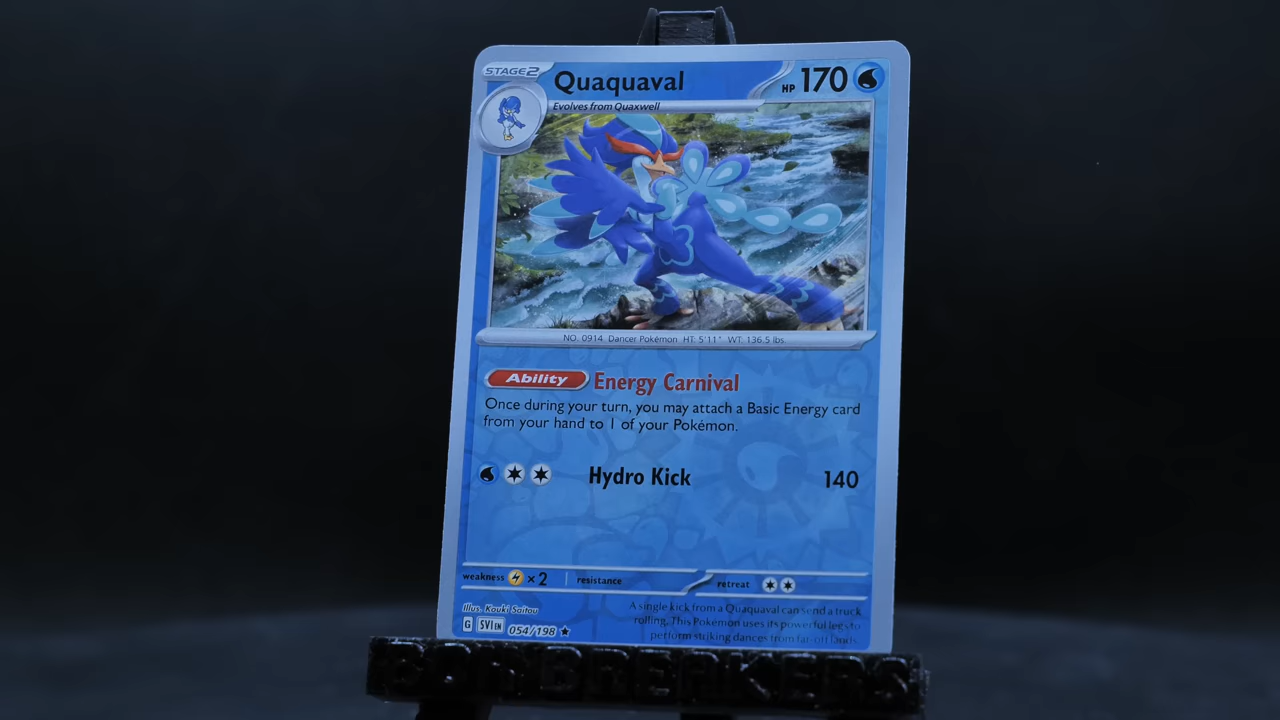 STAGE2
Quaquaval
HP 170
Evolves from Quaxwell
NO. 0914 Dancer Pokémon HT: 5'11" WT: 136.5 lbs.
Ability Energy Carnival
Once during your turn, you may attach a Basic Energy card
from your hand to 1 of your Pokémon.
Hydro Kick 140
weakness ×2 resistance retreat
Illus. Kouki Saitou
A single kick from a Quaquaval can send a truck
rolling. This Pokémon uses its powerful legs to
perform striking dances from far-off lands.
G SVI EN 054/198
BOXBREAKERS